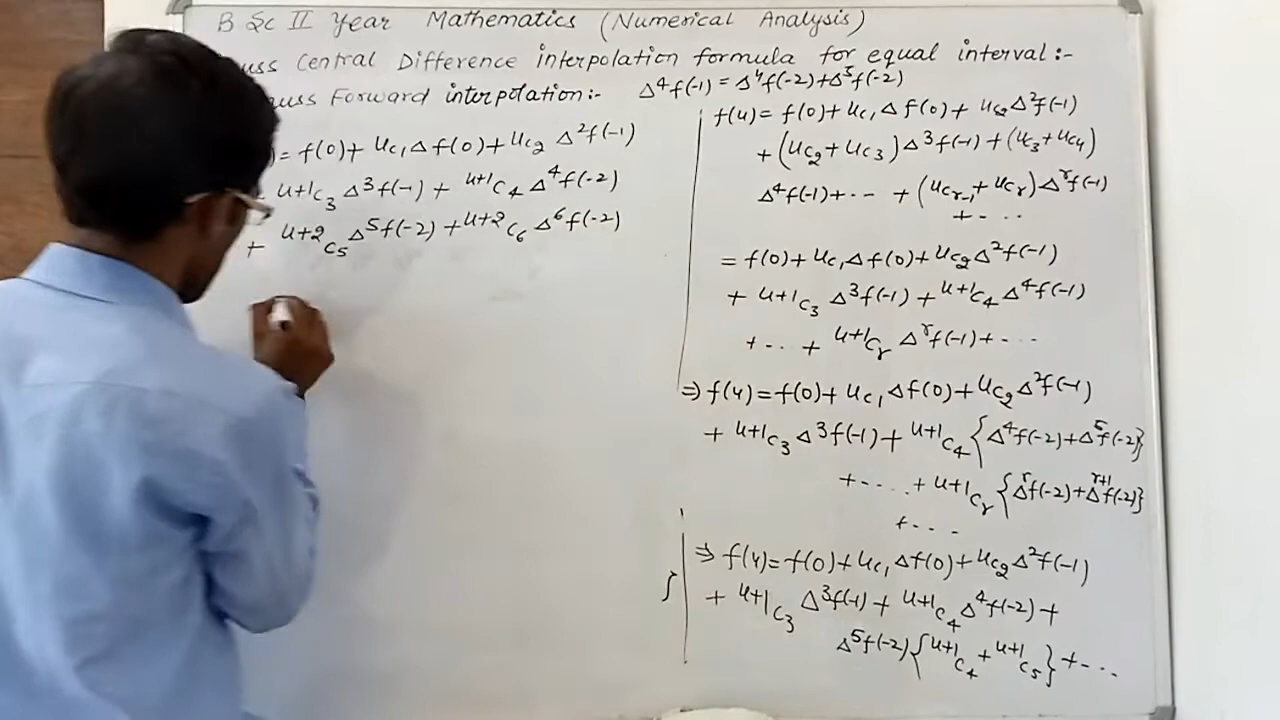 B Sc II Year Mathematics (Numerical Analysis)
uss Central Difference interpolation formula for equal interval :-
uss Forward interpolation :- Δ⁴f(-1) = Δ⁴f(-2)+Δ⁵f(-2)
) = f(0) + ᵘC₁ Δf(0) + ᵘC₂ Δ²f(-1)
ᵘ⁺¹C₃ Δ³f(-1) + ᵘ⁺¹C₄ Δ⁴f(-2)
+ ᵘ⁺²C₅ Δ⁵f(-2) + ᵘ⁺²C₆ Δ⁶f(-2)
f(u) = f(0) + ᵘC₁ Δf(0) + ᵘC₂ Δ²f(-1)
+ (ᵘC₂ + ᵘC₃) Δ³f(-1) + (ᵘC₃ + ᵘC₄)
Δ⁴f(-1) + -- + (ᵘCᵣ₋₁ + ᵘCᵣ) Δʳf(-1)
+ - . .
= f(0) + ᵘC₁ Δf(0) + ᵘC₂ Δ²f(-1)
+ ᵘ⁺¹C₃ Δ³f(-1) + ᵘ⁺¹C₄ Δ⁴f(-1)
+ - . . + ᵘ⁺¹Cᵣ Δʳf(-1) + - . .
⇒ f(u) = f(0) + ᵘC₁ Δf(0) + ᵘC₂ Δ²f(-1)
+ ᵘ⁺¹C₃ Δ³f(-1) + ᵘ⁺¹C₄ {Δ⁴f(-2) + Δ⁵f(-2)}
+ - . . . + ᵘ⁺¹Cᵣ {Δʳf(-2) + Δʳ⁺¹f(-2)}
+ - - -
⇒ f(u) = f(0) + ᵘC₁ Δf(0) + ᵘC₂ Δ²f(-1)
+ ᵘ⁺¹C₃ Δ³f(-1) + ᵘ⁺¹C₄ Δ⁴f(-2) +
Δ⁵f(-2) {ᵘ⁺¹C₄ + ᵘ⁺¹C₅} + - . . .